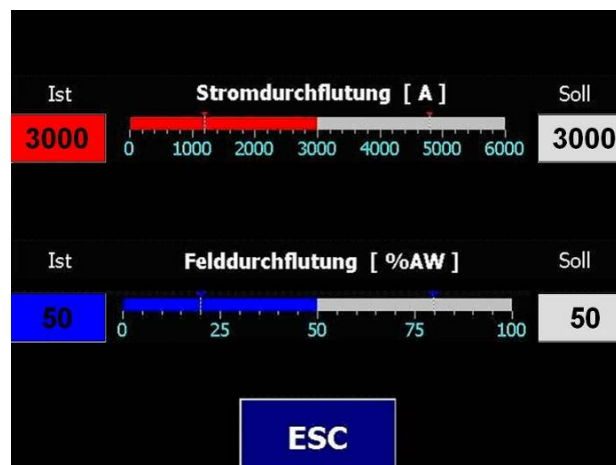 Ist Stromdurchflutung [ A ] Soll
3000 3000
0 1000 2000 3000 4000 5000 6000
Ist Felddurchflutung [ %AW ] Soll
50 50
0 25 50 75 100
ESC